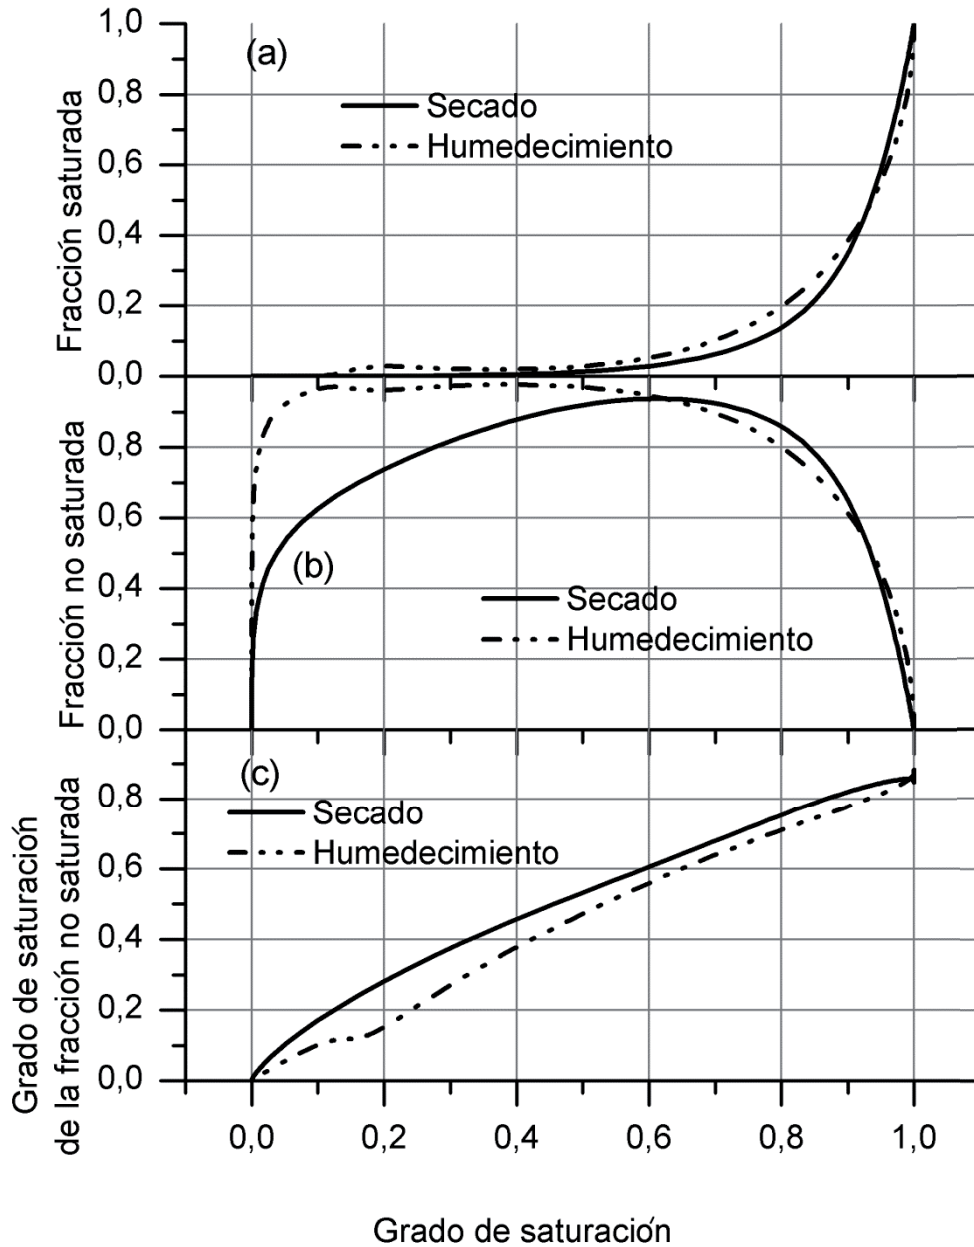 (a)
Secado
Humedecimiento
Fracción saturada
1,0
0,8
0,6
0,4
0,2
0,0
(b)
Secado
Humedecimiento
Fracción no saturada
0,8
0,6
0,4
0,2
0,0
(c)
Secado
Humedecimiento
Grado de saturación
de la fracción no saturada
0,8
0,6
0,4
0,2
0,0
0,0 0,2 0,4 0,6 0,8 1,0
Grado de saturación